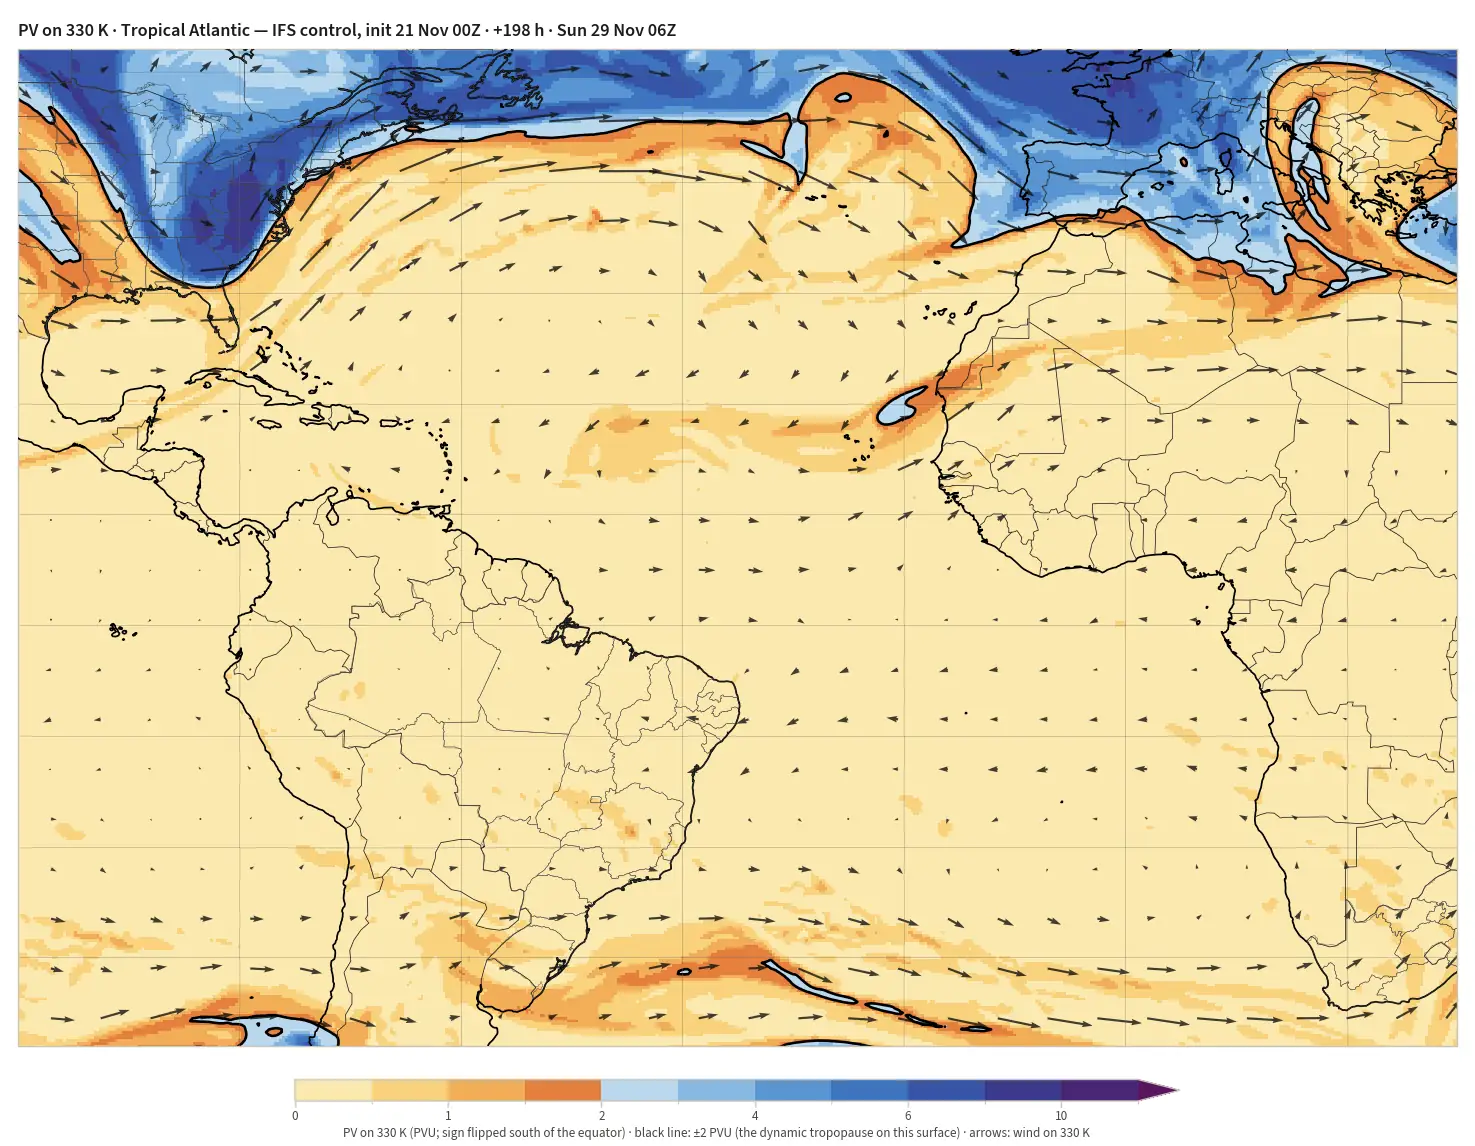 PV on 330 K · Tropical Atlantic — IFS control, init 21 Nov 00Z · +198 h · Sun 29 Nov 06Z
0 1 2 4 6 10
PV on 330 K (PVU; sign flipped south of the equator) · black line: ±2 PVU (the dynamic tropopause on this surface) · arrows: wind on 330 K